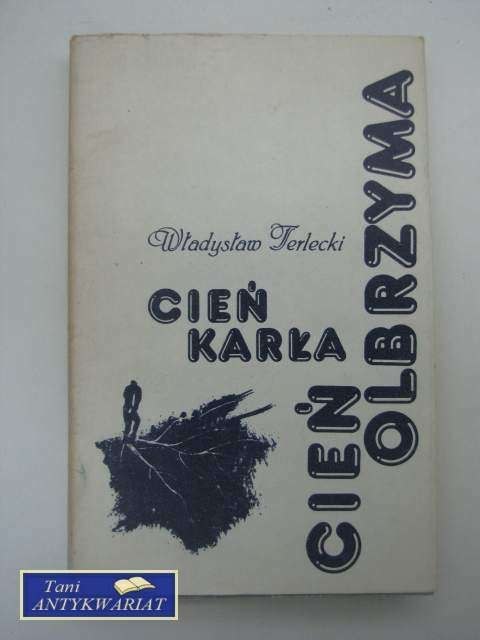 Władysław Terlecki
CIEŃ
KARŁA
CIEŃ
OLBRZYMA
Tani
ANTYKWARIAT